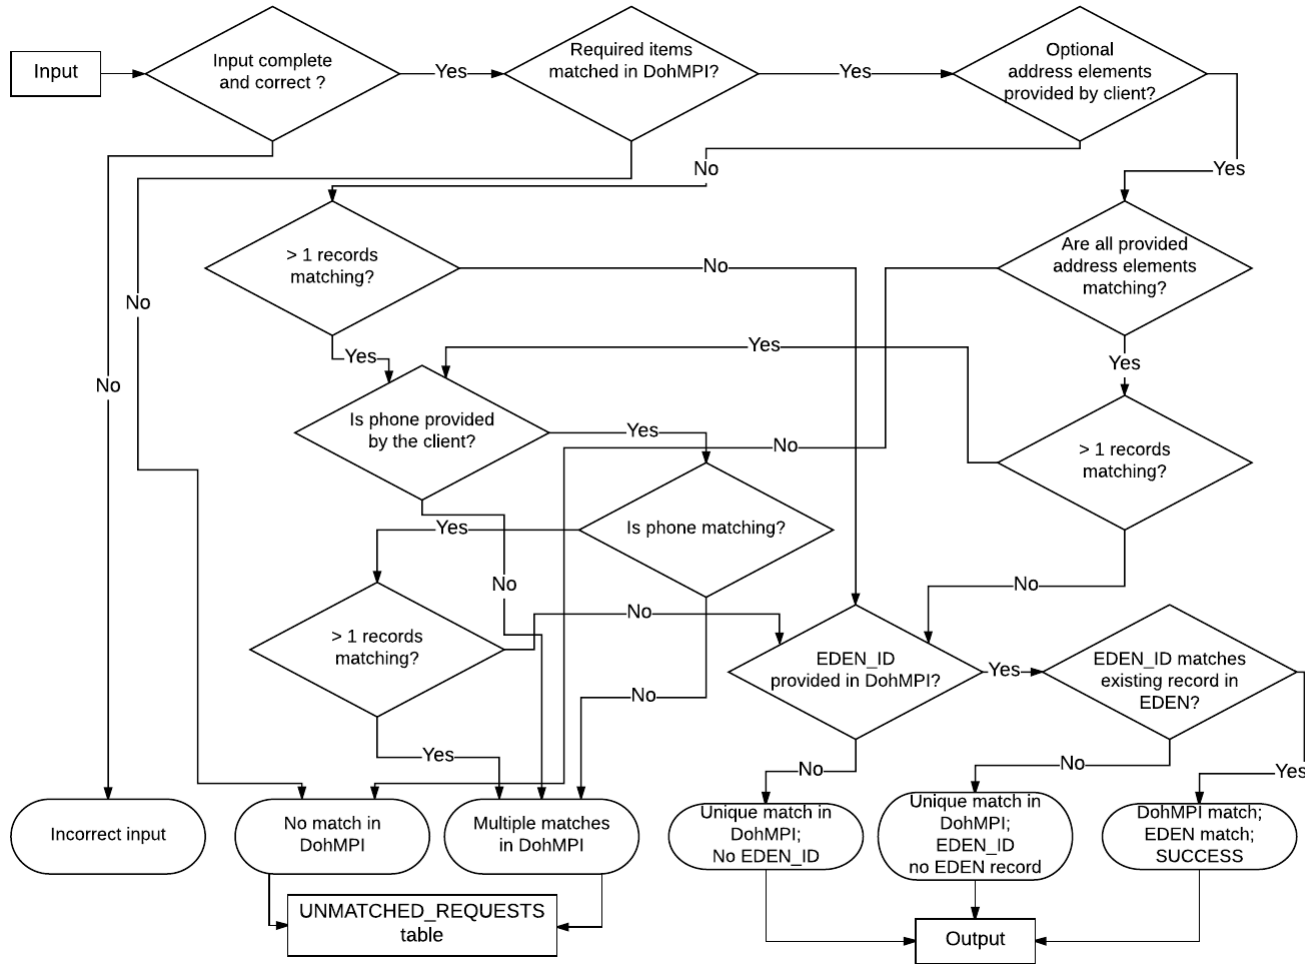 Input
Input complete
and correct ?
Yes
Required items
matched in DohMPI?
Yes
Optional
address elements
provided by client?
No
Yes
> 1 records
matching?
No
Are all provided
address elements
matching?
No
No
Yes
Yes
Yes
Is phone provided
by the client?
Yes
No
> 1 records
matching?
Yes
Is phone matching?
No
No
> 1 records
matching?
No
No
EDEN_ID
provided in DohMPI?
Yes
EDEN_ID matches
existing record in
EDEN?
Yes
No
No
Yes
Incorrect input
No match in
DohMPI
Multiple matches
in DohMPI
Unique match in
DohMPI;
No EDEN_ID
Unique match in
DohMPI;
EDEN_ID
no EDEN record
DohMPI match;
EDEN match;
SUCCESS
UNMATCHED_REQUESTS
table
Output